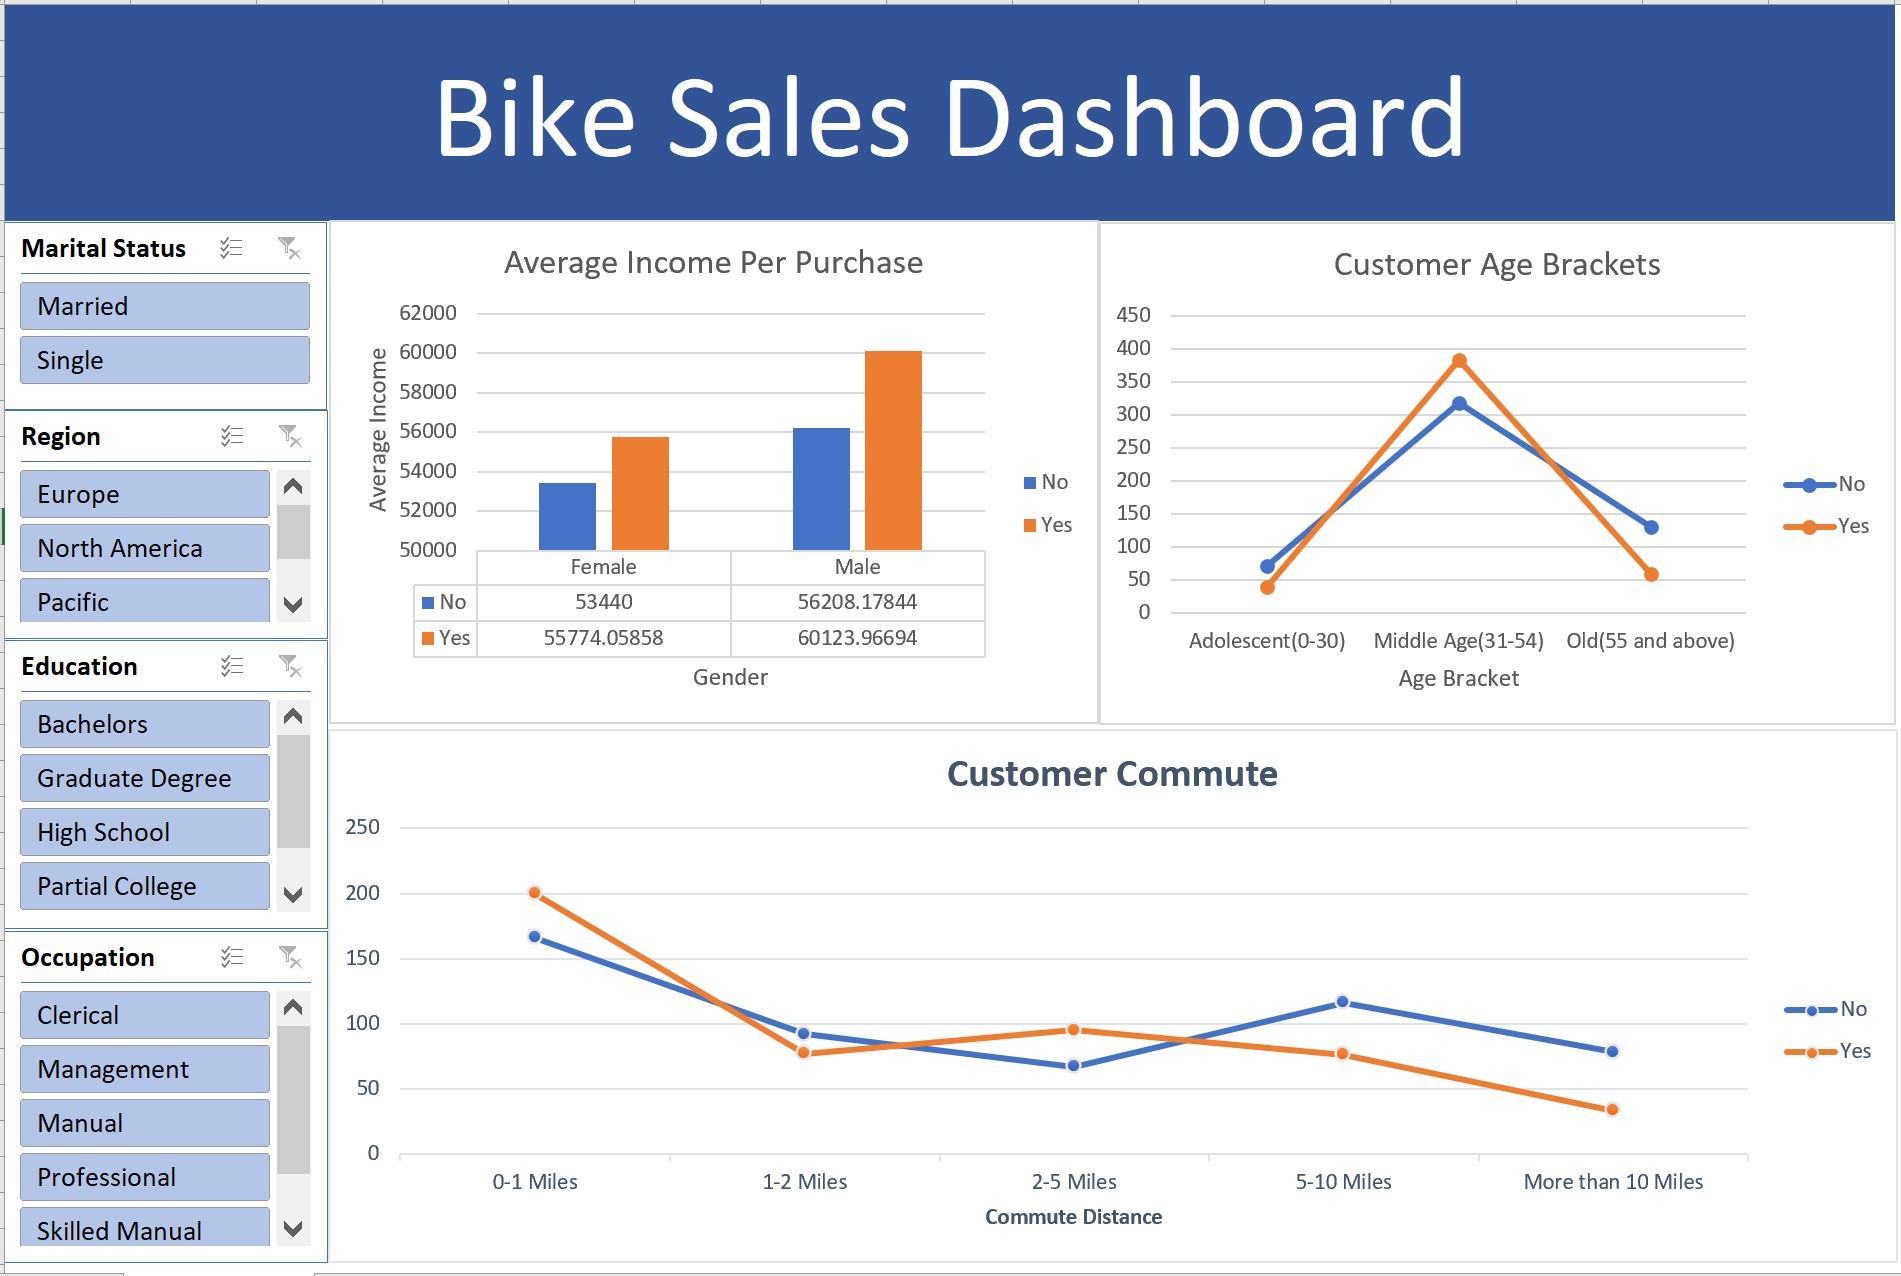 Bike Sales Dashboard
Marital Status
Married
Single
Region
Europe
North America
Pacific
Education
Bachelors
Graduate Degree
High School
Partial College
Occupation
Clerical
Management
Manual
Professional
Skilled Manual
Average Income Per Purchase
Average Income
62000
60000
58000
56000
54000
52000
50000
Female Male
No 53440 56208.17844
Yes 55774.05858 60123.96694
Gender
No
Yes
Customer Age Brackets
450
400
350
300
250
200
150
100
50
0
Adolescent(0-30) Middle Age(31-54) Old(55 and above)
Age Bracket
No
Yes
Customer Commute
250
200
150
100
50
0
0-1 Miles 1-2 Miles 2-5 Miles 5-10 Miles More than 10 Miles
Commute Distance
No
Yes